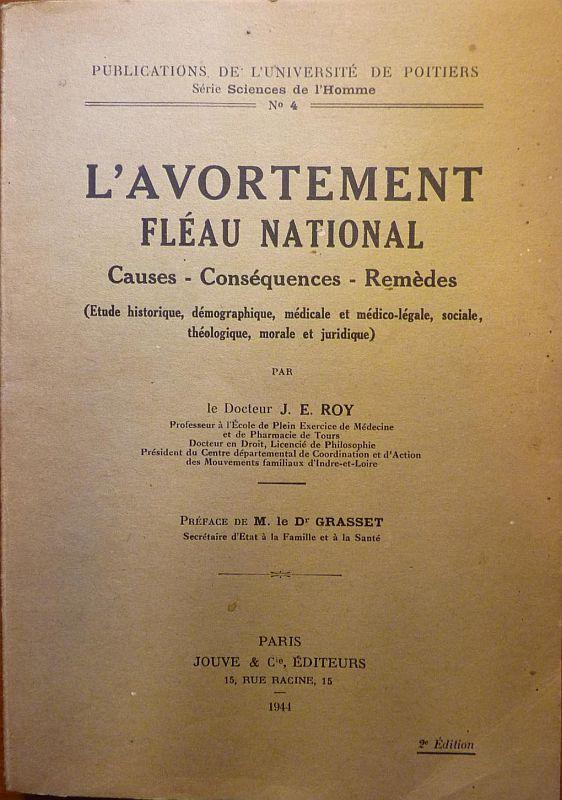 PUBLICATIONS DE L'UNIVERSITÉ DE POITIERS
Série Sciences de l'Homme
No 4
L'AVORTEMENT
FLÉAU NATIONAL
Causes - Conséquences - Remèdes
(Etude historique, démographique, médicale et médico-légale, sociale,
théologique, morale et juridique)
PAR
le Docteur J. E. ROY
Professeur à l'École de Plein Exercice de Médecine
et de Pharmacie de Tours
Docteur en Droit, Licencié de Philosophie
Président du Centre départemental de Coordination et d'Action
des Mouvements familiaux d'Indre-et-Loire
PRÉFACE DE M. le Dr GRASSET
Secrétaire d'Etat à la Famille et à la Santé
PARIS
JOUVE & Cie, ÉDITEURS
15, RUE RACINE, 15
1944
2e Édition